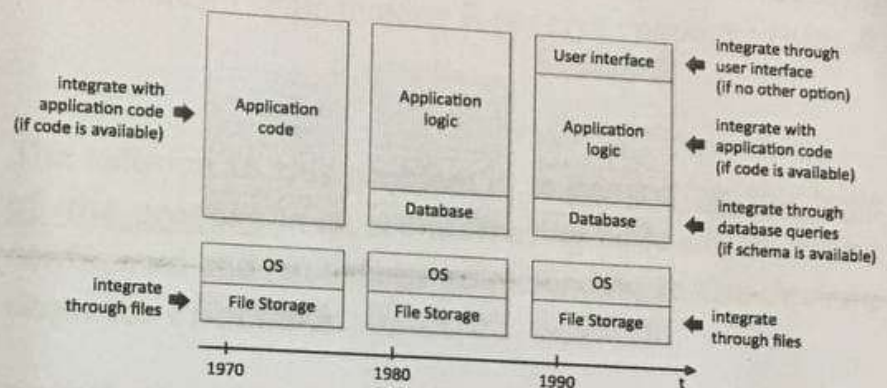 integrate with
application code
(if code is available)
Application
code
Application
logic
Database
User interface
Application
logic
Database
integrate through
user interface
(if no other option)
integrate with
application code
(if code is available)
integrate through
database queries
(if schema is available)
integrate
through files
OS
File Storage
OS
File Storage
OS
File Storage
integrate
through files
1970
1980
1990
t